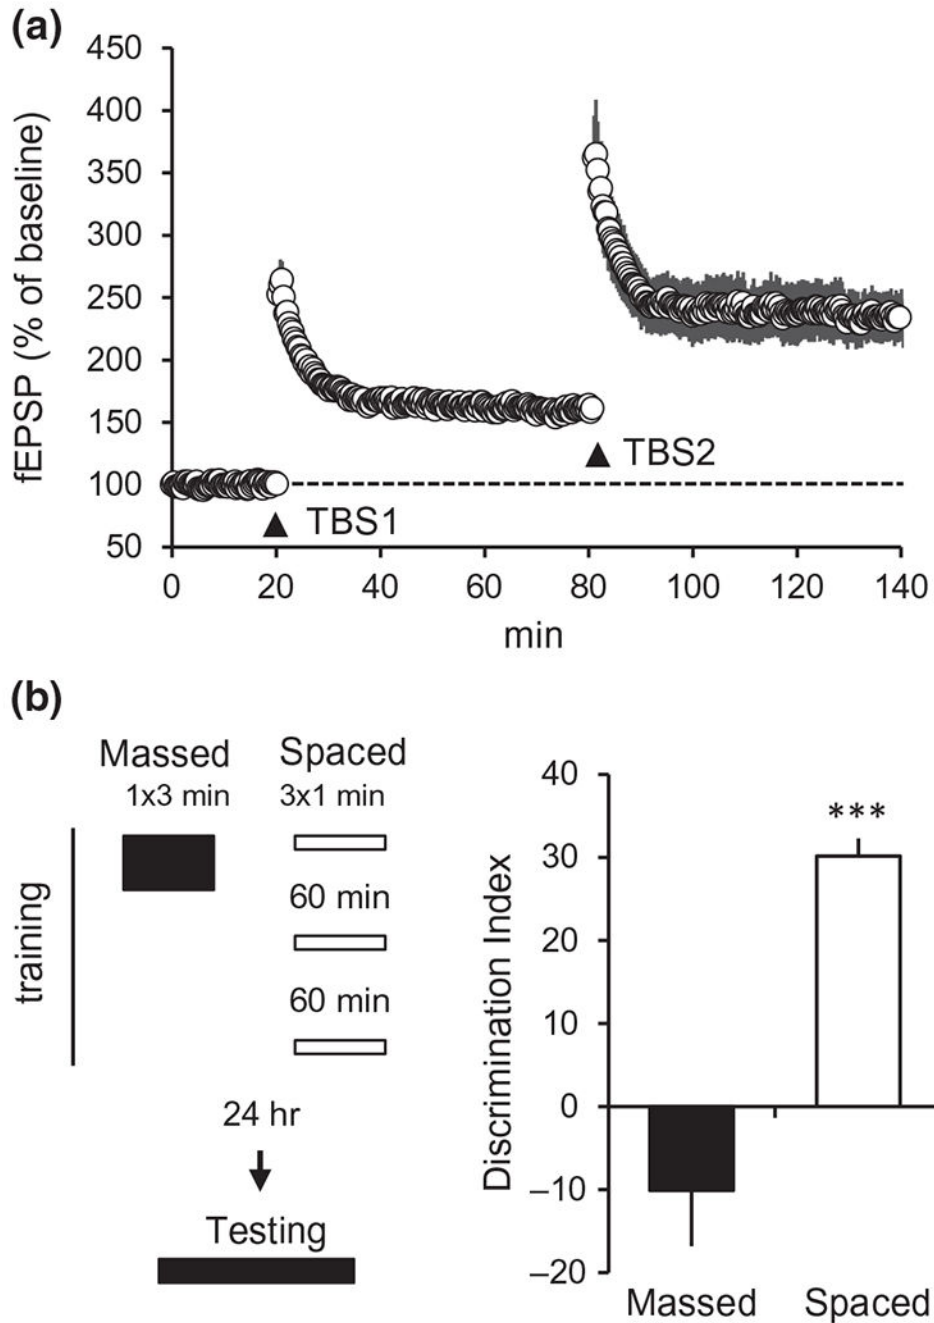 (a)
fEPSP (% of baseline)
450
400
350
300
250
200
150
100
50
TBS1
TBS2
0 20 40 60 80 100 120 140
min
(b)
Massed Spaced
1x3 min 3x1 min
training
60 min
60 min
24 hr
Testing
Discrimination Index
40
30
20
10
0
–10
–20
***
Massed Spaced